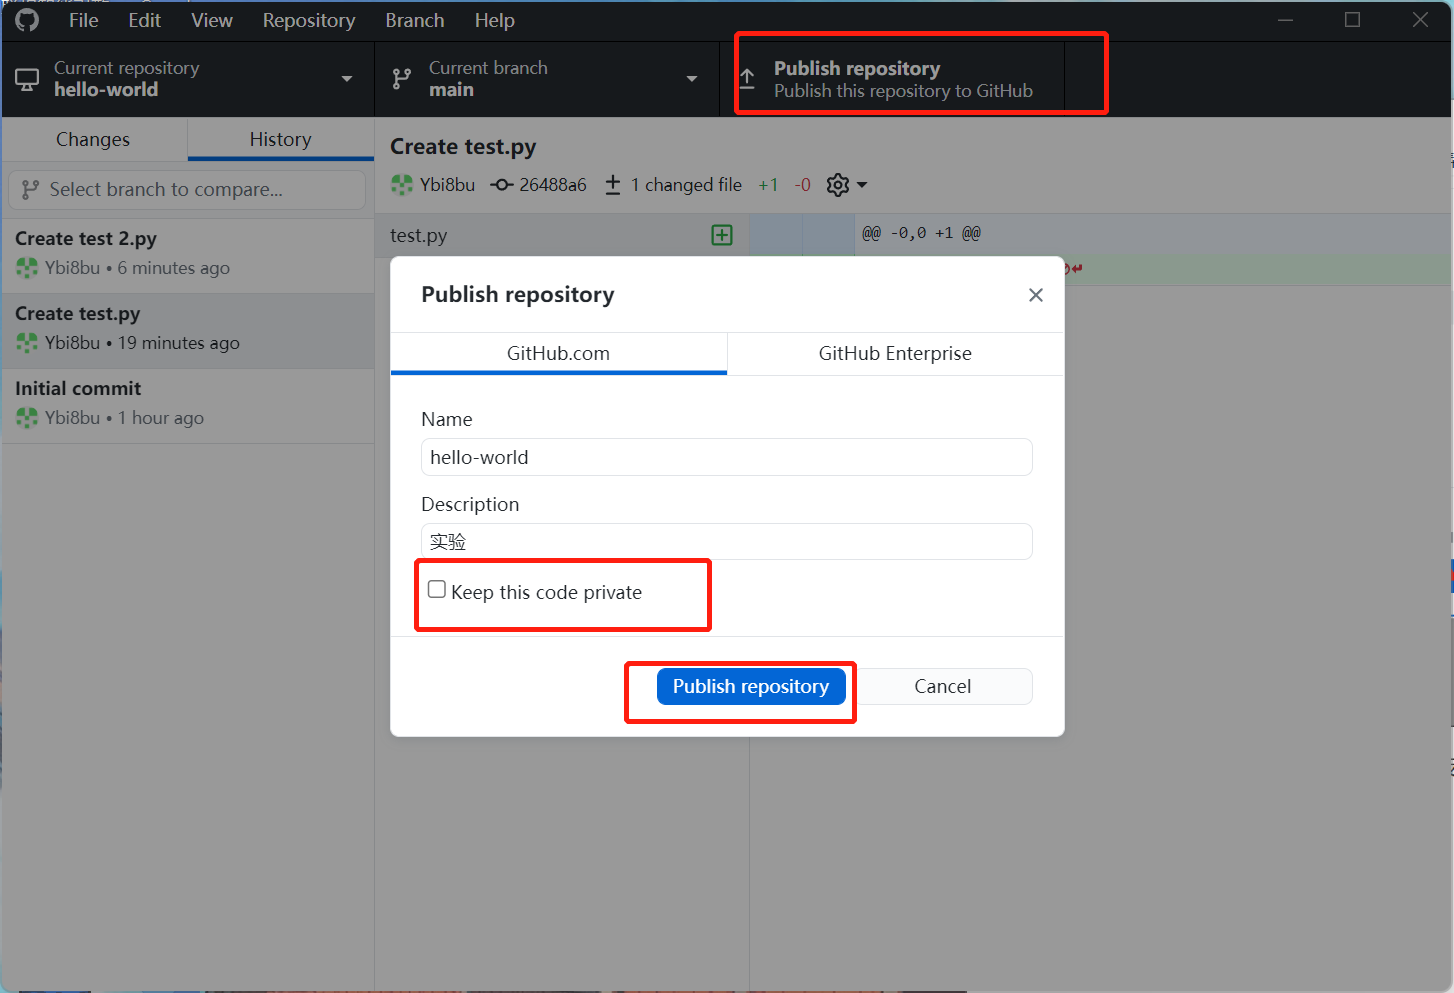 File Edit View Repository Branch Help
Current repository
hello-world
Current branch
main
Publish repository
Publish this repository to GitHub
Changes
History
Select branch to compare...
Create test 2.py
Ybi8bu • 6 minutes ago
Create test.py
Ybi8bu • 19 minutes ago
Initial commit
Ybi8bu • 1 hour ago
Create test.py
Ybi8bu 26488a6 1 changed file +1 -0
test.py
@@ -0,0 +1 @@
Publish repository
GitHub.com
GitHub Enterprise
Name
hello-world
Description
实验
Keep this code private
Publish repository
Cancel